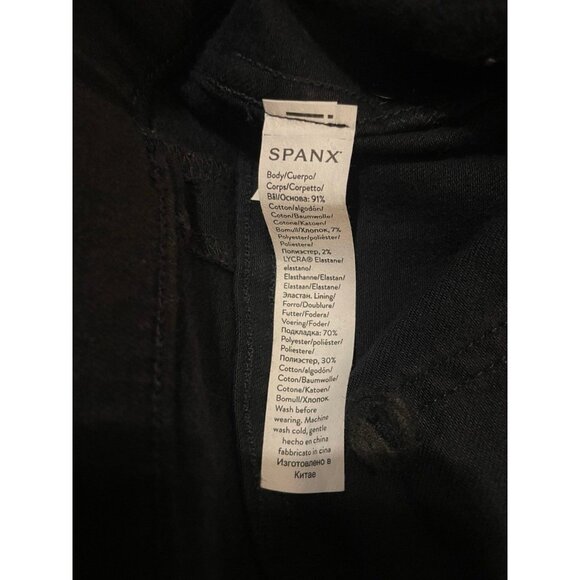 SPANX
Body/Cuerpo/
Corps/Corpetto/
Bål/Основа: 91%
Cotton/algodón/
Coton/Baumwolle/
Cotone/Katoen/
Bomull/Хлопок, 7%
Polyester/poliéster/
Poliestere/
Полиэстер, 2%
LYCRA® Elastane/
elastano/
Elasthanne/Elastan/
Elastaan/Elastane/
Эластан. Lining/
Forro/Doublure/
Futter/Fodera/
Voering/Foder/
Подкладка: 70%
Polyester/poliéster/
Poliestere/
Полиэстер, 30%
Cotton/algodón/
Coton/Baumwolle/
Cotone/Katoen/
Bomull/Хлопок
Wash before
wearing. Machine
wash cold, gentle
hecho en china
fabbricato in cina
Изготовлено в
Китае